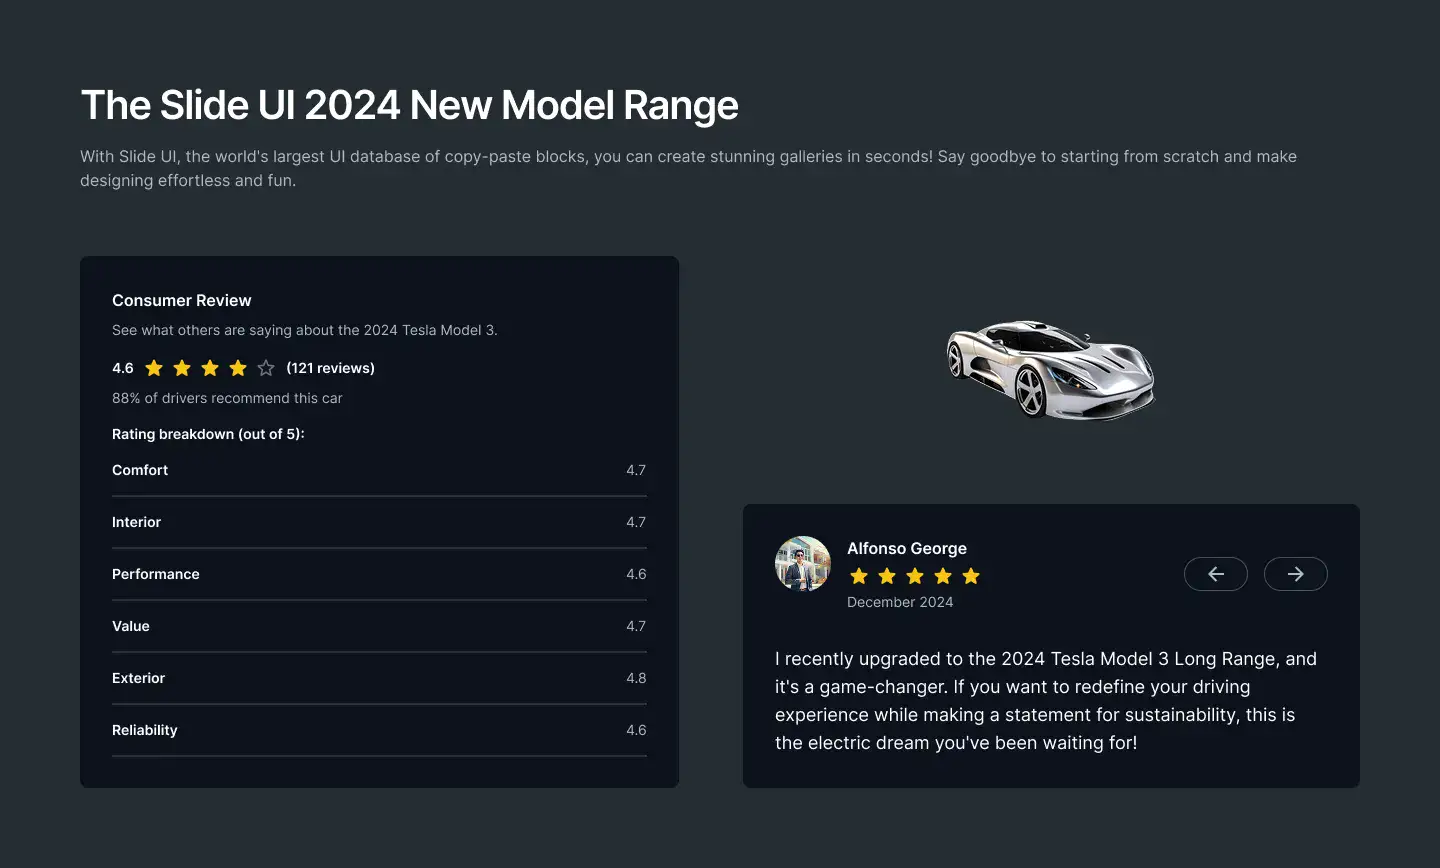 The Slide UI 2024 New Model Range
With Slide UI, the world's largest UI database of copy-paste blocks, you can create stunning galleries in seconds! Say goodbye to starting from scratch and make
designing effortless and fun.
Consumer Review
See what others are saying about the 2024 Tesla Model 3.
4.6 (121 reviews)
88% of drivers recommend this car
Rating breakdown (out of 5):
Comfort 4.7
Interior 4.7
Performance 4.6
Value 4.7
Exterior 4.8
Reliability 4.6
Alfonso George
December 2024
I recently upgraded to the 2024 Tesla Model 3 Long Range, and
it's a game-changer. If you want to redefine your driving
experience while making a statement for sustainability, this is
the electric dream you've been waiting for!